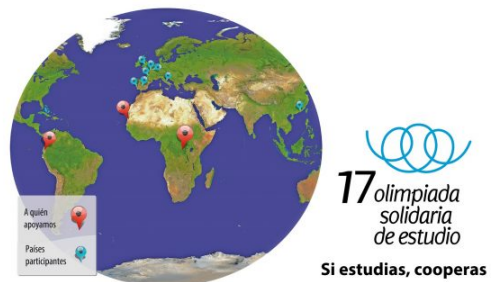 A quién
apoyamos
Países
participantes
17 olimpiada
solidaria
de estudio
Si estudias, cooperas